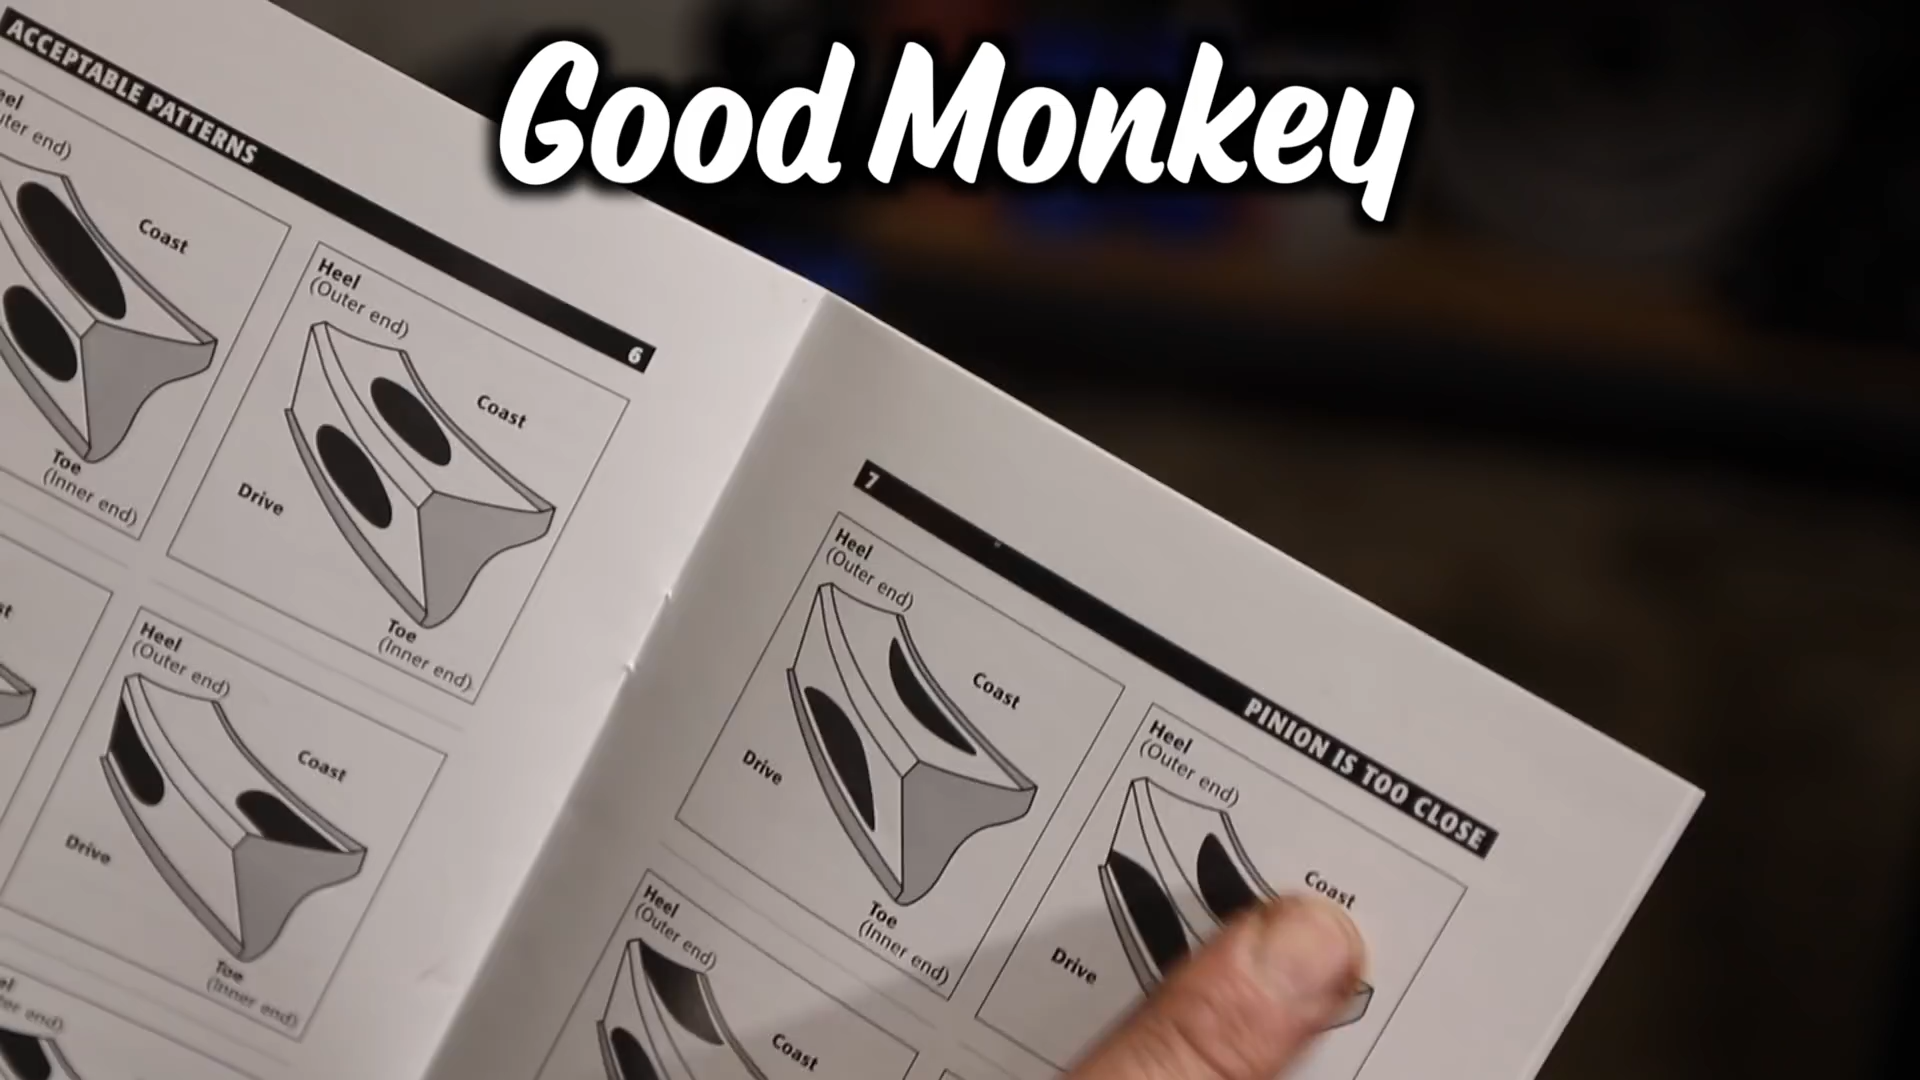 Good Monkey
ACCEPTABLE PATTERNS
6
(Outer end)
Coast
Toe
(Inner end)
Heel
(Outer end)
Coast
Drive
Toe
(Inner end)
Heel
(Outer end)
Coast
Drive
Toe
(Inner end)
7
PINION IS TOO CLOSE
Heel
(Outer end)
Coast
Drive
Toe
(Inner end)
Heel
(Outer end)
Coast
Drive
Heel
(Outer end)
Coast